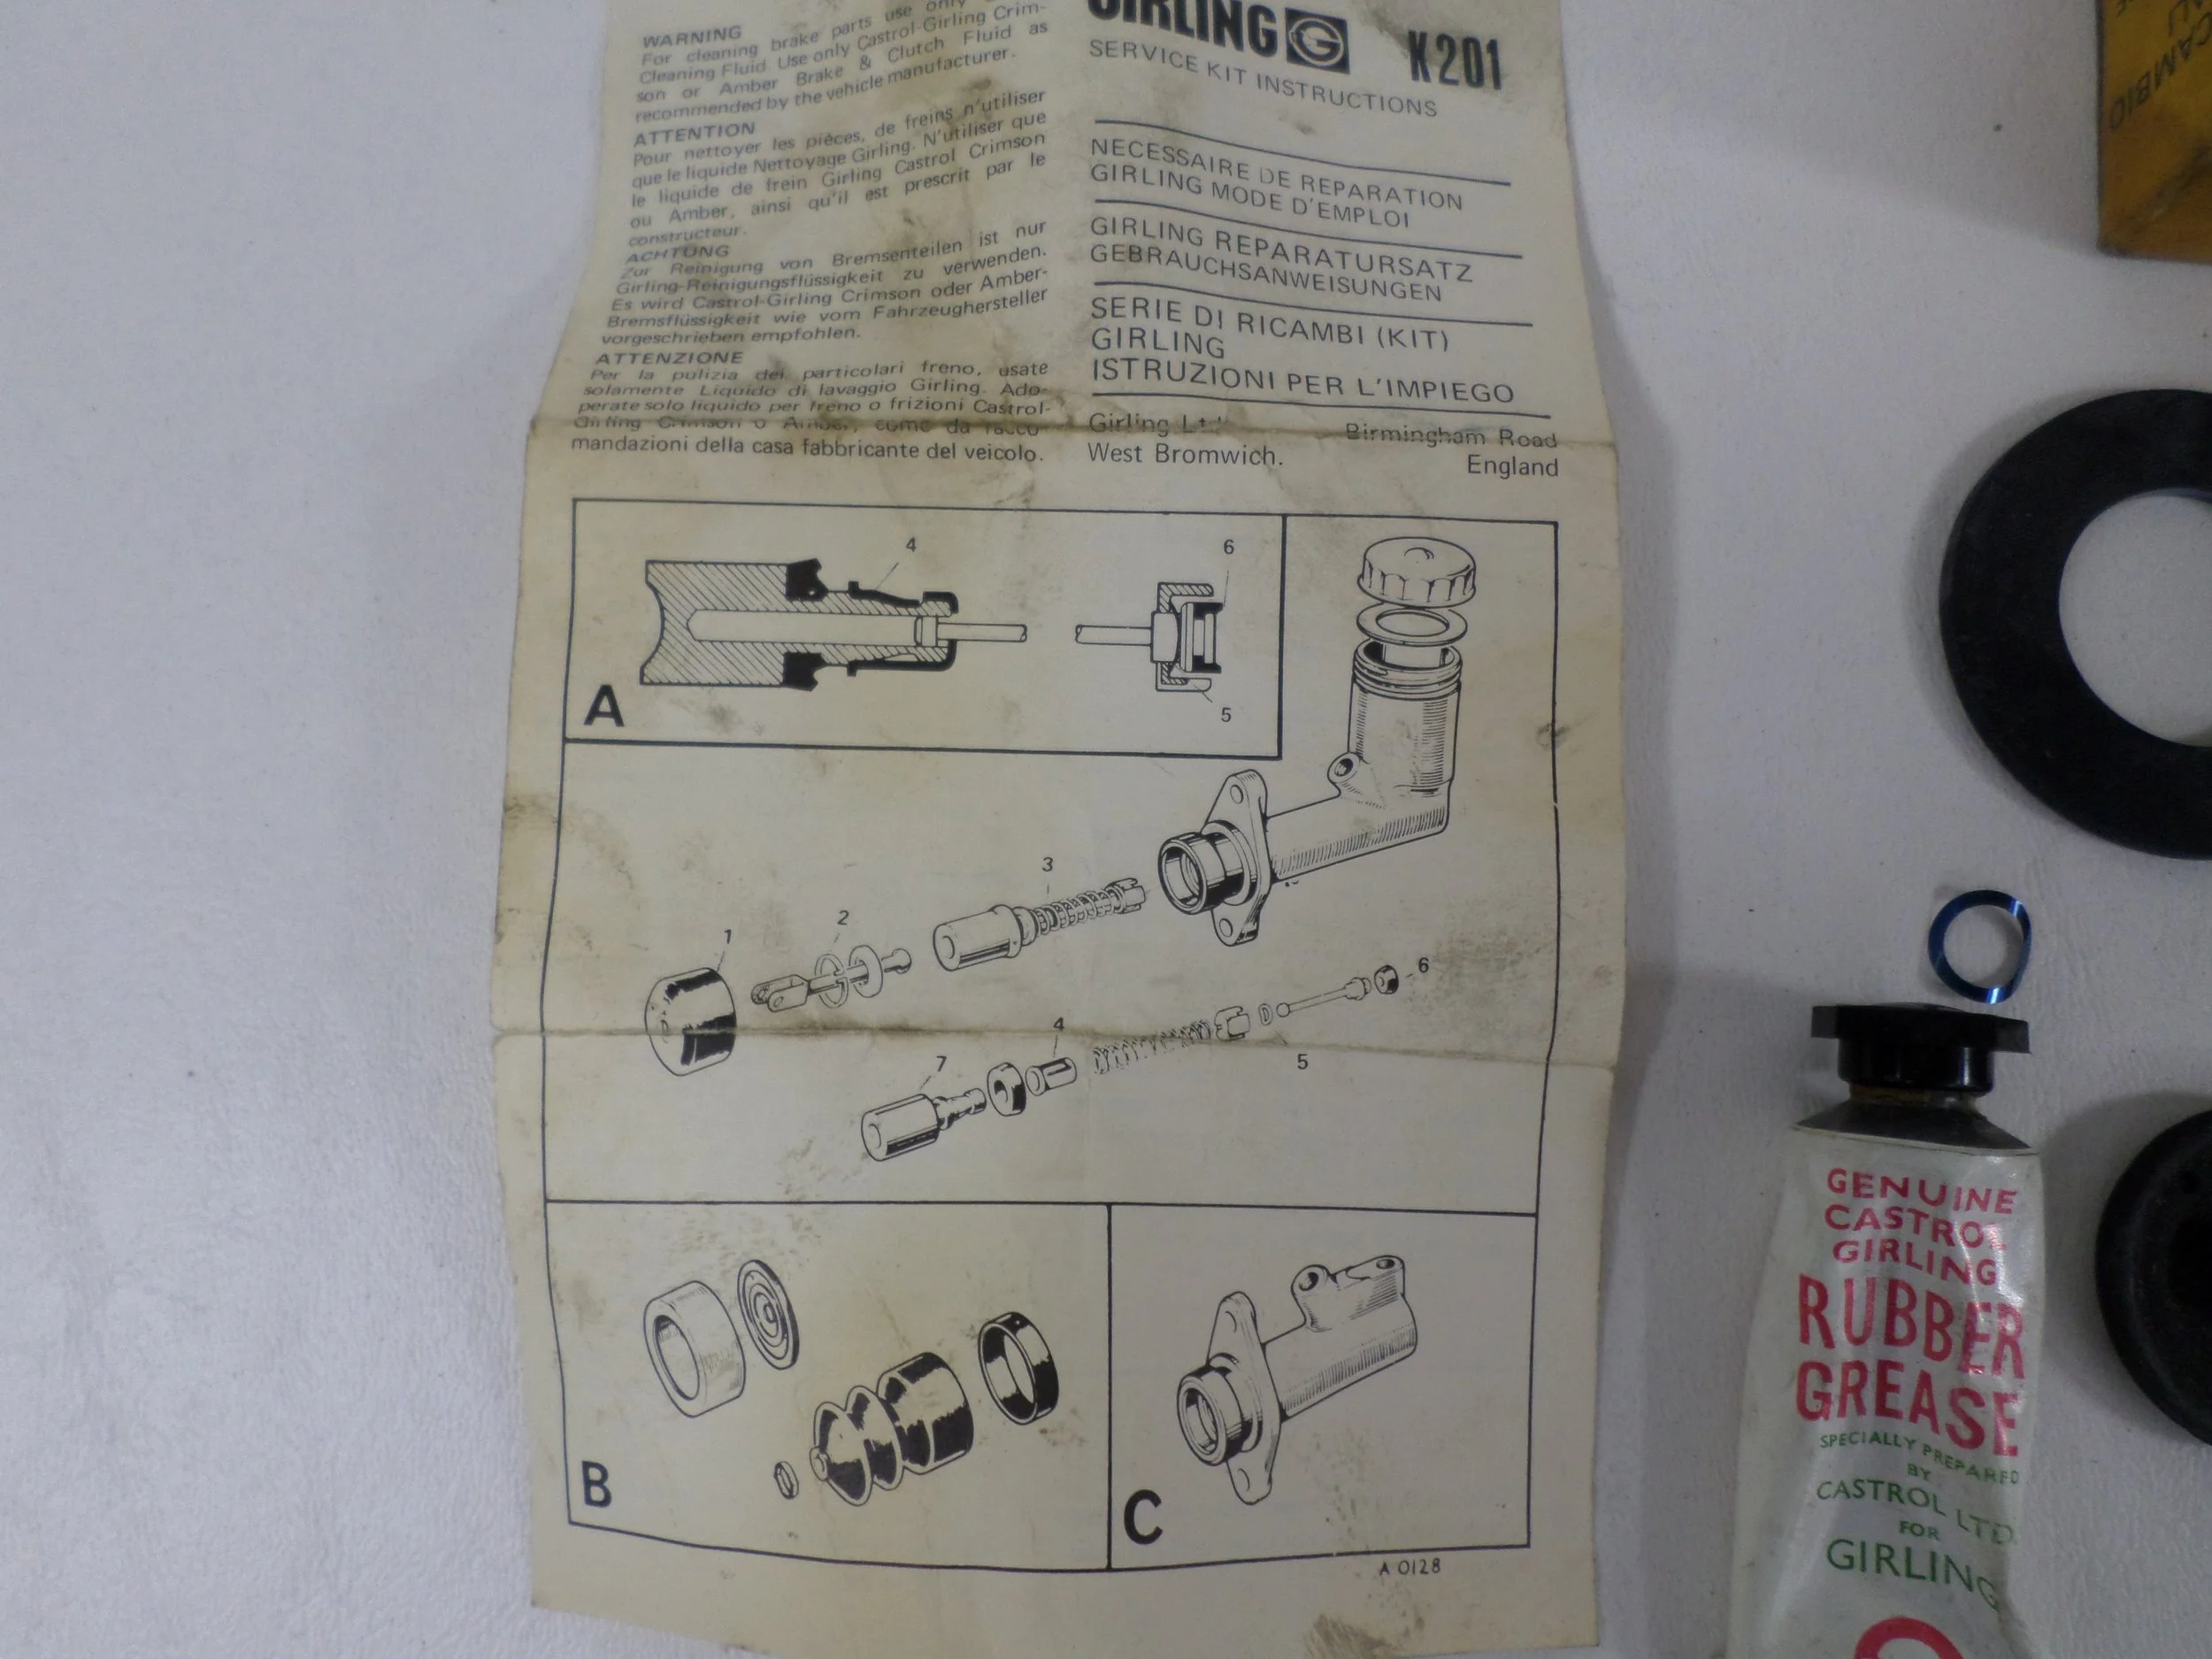 WARNING
For cleaning brake parts use only
Cleaning Fluid Use only Castrol-Girling Crim-
son or Amber Brake & Clutch Fluid as
recommended by the vehicle manufacturer.
ATTENTION
Pour nettoyer les pièces, de freins n'utiliser
que le liquide Nettoyage Girling. N'utiliser que
le liquide de frein Girling Castrol Crimson
ou Amber, ainsi qu'il est prescrit par le
constructeur.
ACHTUNG
Zur Reinigung von Bremsenteilen ist nur
Girling-Reinigungsflüssigkeit zu verwenden.
Es wird Castrol-Girling Crimson oder Amber-
Bremsflüssigkeit wie vom Fahrzeughersteller
vorgeschrieben empfohlen.
ATTENZIONE
Per la pulizia dei particolari freno, usate
solamente Liquido di lavaggio Girling. Ado-
perate solo liquido per freno o frizioni Castrol-
Girling Crimson o Amber, come da racco-
mandazioni della casa fabbricante del veicolo.
GIRLING G K201
SERVICE KIT INSTRUCTIONS
NECESSAIRE DE REPARATION
GIRLING MODE D'EMPLOI
GIRLING REPARATURSATZ
GEBRAUCHSANWEISUNGEN
SERIE DI RICAMBI (KIT)
GIRLING
ISTRUZIONI PER L'IMPIEGO
Girling Birmingham Road
West Bromwich. England
4
6
A
5
3
2
1
6
4
5
7
B
C
A 0128
GENUINE
CASTROL
GIRLING
RUBBER
GREASE
SPECIALLY PREPARED
BY
CASTROL LTD.
FOR
GIRLING
CAMBIO